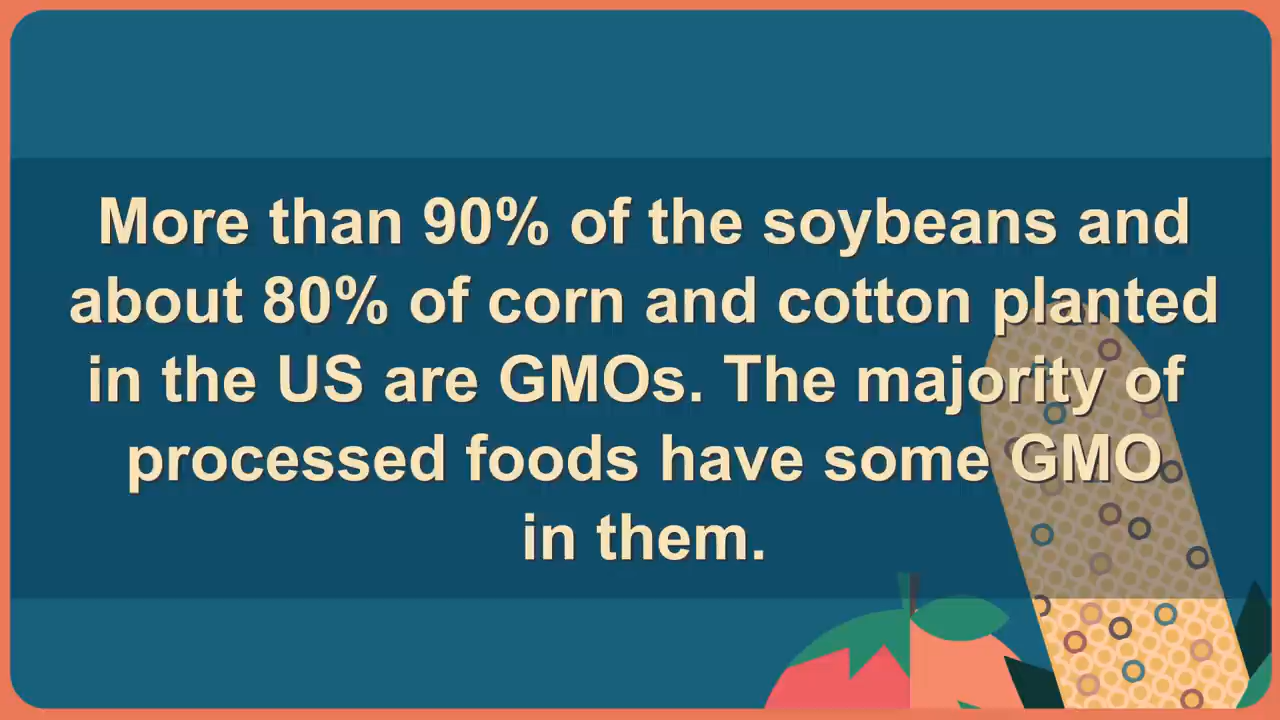 More than 90% of the soybeans and
about 80% of corn and cotton planted
in the US are GMOs. The majority of
processed foods have some GMO
in them.